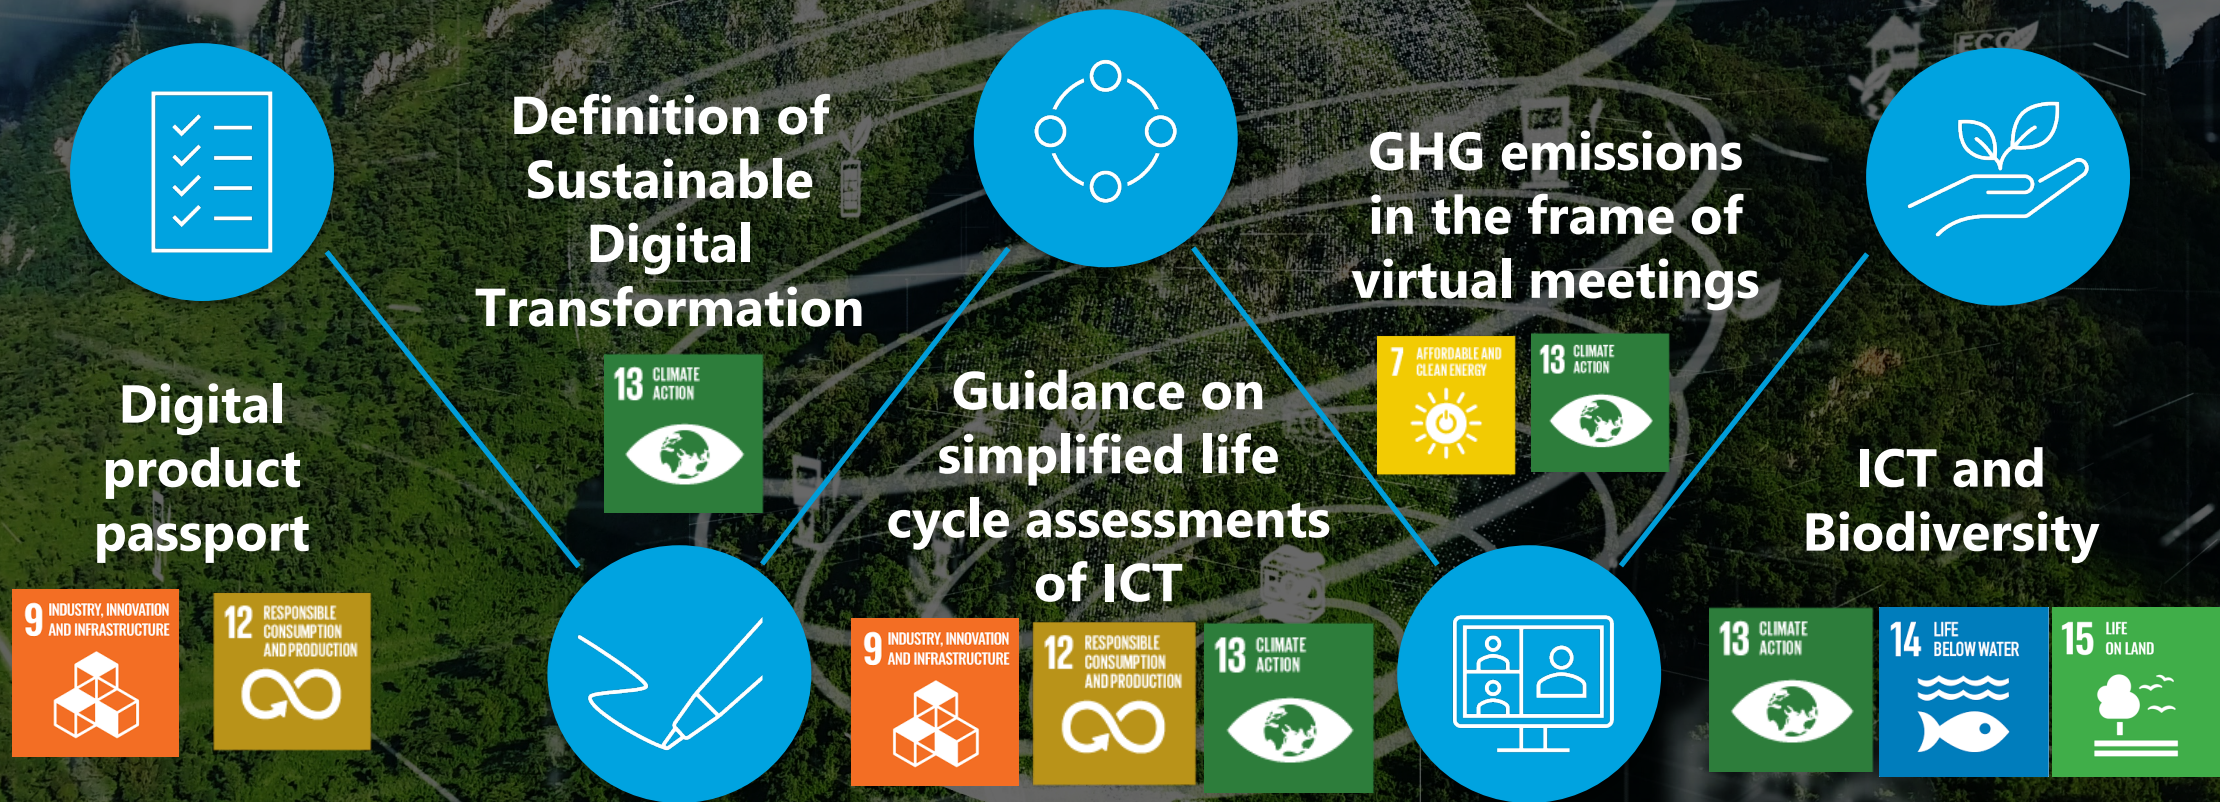 Digital
product
passport
9 INDUSTRY, INNOVATION
AND INFRASTRUCTURE
12 RESPONSIBLE
CONSUMPTION
AND PRODUCTION
Definition of
Sustainable
Digital
Transformation
13 CLIMATE
ACTION
Guidance on
simplified life
cycle assessments
of ICT
9 INDUSTRY, INNOVATION
AND INFRASTRUCTURE
12 RESPONSIBLE
CONSUMPTION
AND PRODUCTION
13 CLIMATE
ACTION
GHG emissions
in the frame of
virtual meetings
7 AFFORDABLE AND
CLEAN ENERGY
13 CLIMATE
ACTION
ECO
ICT and
Biodiversity
13 CLIMATE
ACTION
14 LIFE
BELOW WATER
15 LIFE
ON LAND